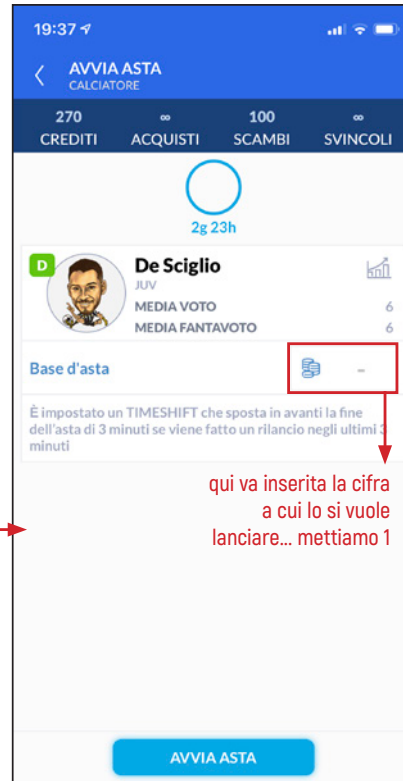 19:37
AVVIA ASTA
CALCIATORE
270 ∞ 100 ∞
CREDITI ACQUISTI SCAMBI SVINCOLI
2g 23h
D
De Sciglio
JUV
MEDIA VOTO 6
MEDIA FANTAVOTO 6
Base d'asta -
È impostato un TIMESHIFT che sposta in avanti la fine
dell'asta di 3 minuti se viene fatto un rilancio negli ultimi 3
minuti
qui va inserita la cifra
a cui lo si vuole
lanciare... mettiamo 1
AVVIA ASTA